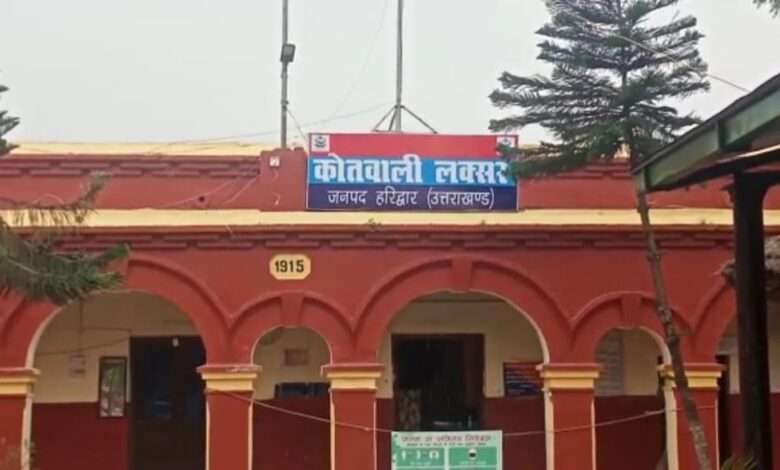 कोतवाली लक्सर
जनपद हरिद्वार (उत्तराखण्ड)
1915